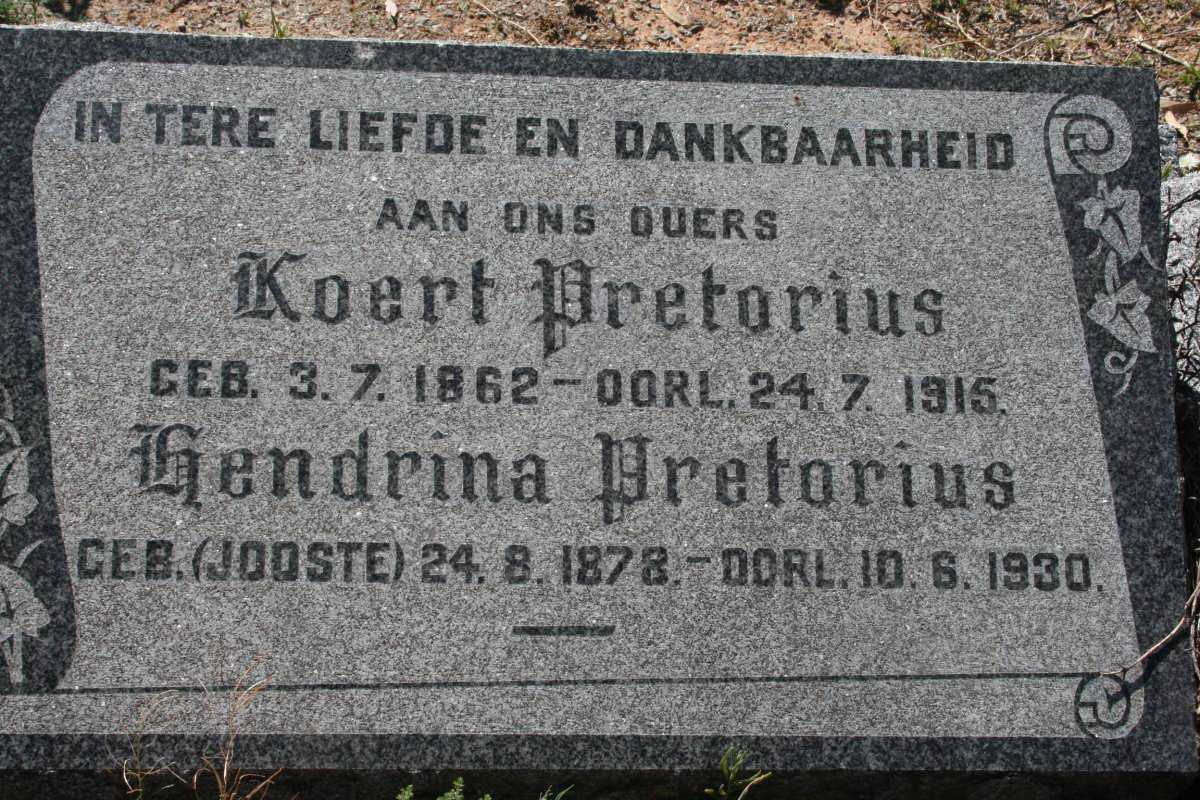 IN TERE LIEFDE EN DANKBAARHEID
AAN ONS OUERS
Koert Pretorius
GEB. 3. 7. 1862 - OORL. 24. 7. 1915.
Hendrina Pretorius
GEB. (JOOSTE) 24. 8. 1878. - OORL. 10. 6. 1930.